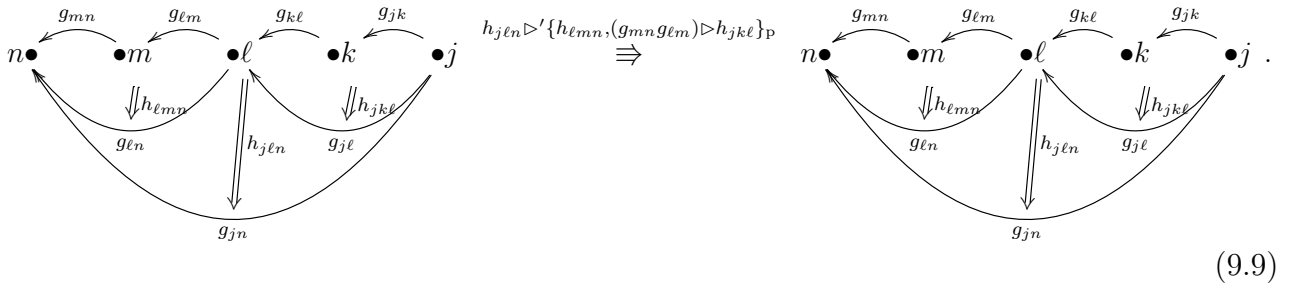 g_{mn} g_{ℓm} g_{kℓ} g_{jk} h_{jℓn}▷′{h_{ℓmn},(g_{mn}g_{ℓm})▷h_{jkℓ}}_p g_{mn} g_{ℓm} g_{kℓ} g_{jk}
n• •m •ℓ •k •j ⇛ n• •m •ℓ •k •j .
h_{ℓmn} h_{jkℓ} h_{ℓmn} h_{jkℓ}
g_{ℓn} h_{jℓn} g_{jℓ} g_{ℓn} h_{jℓn} g_{jℓ}
g_{jn} g_{jn}
(9.9)